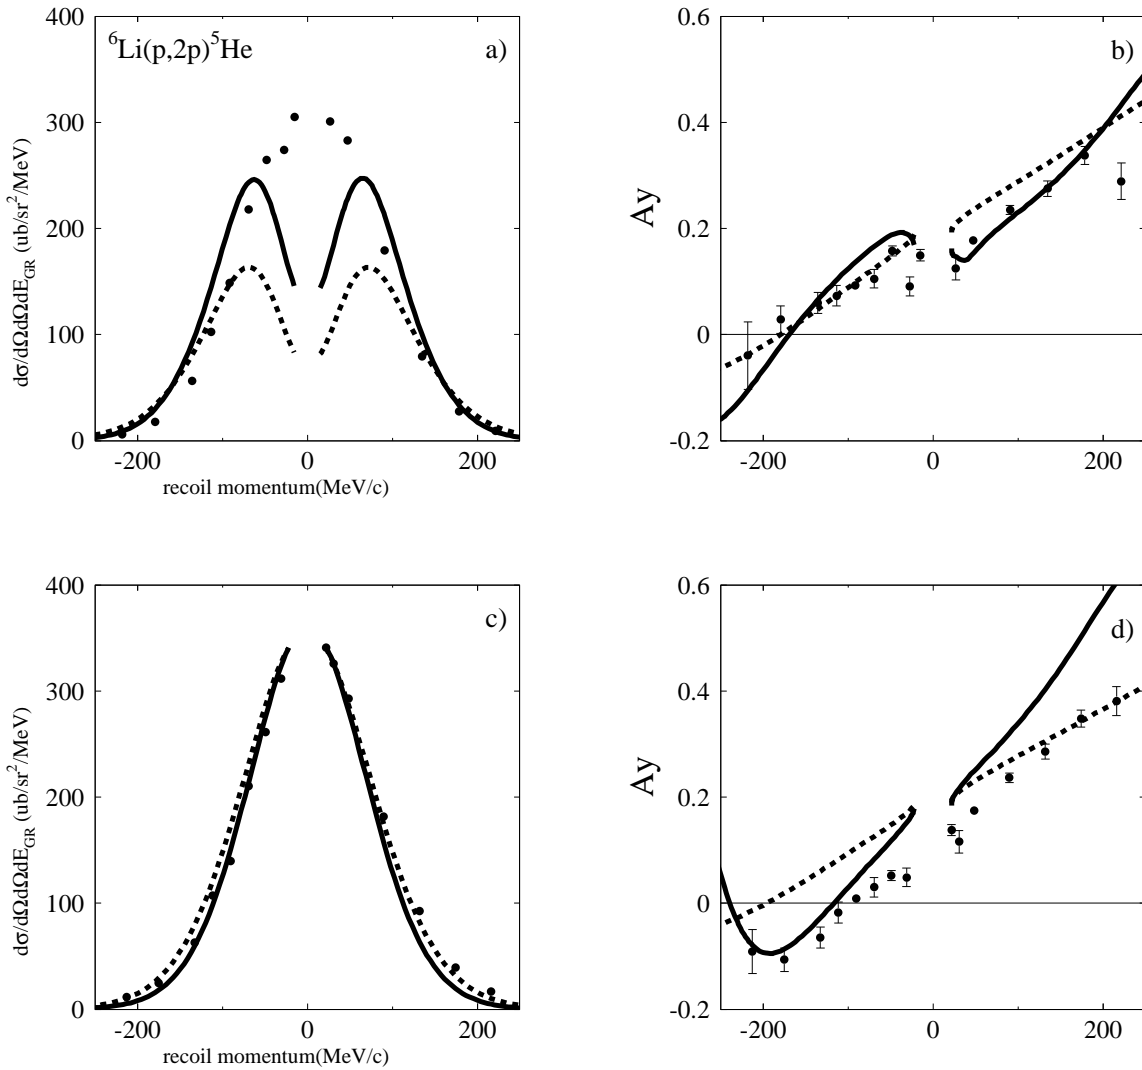 400
300
200
100
0
-200
0
200
recoil momentum(MeV/c)
dσ/dΩdΩdE_GR (ub/sr²/MeV)
⁶Li(p,2p)⁵He
a)
0.6
0.4
0.2
0
-0.2
-200
0
200
Ay
b)
400
300
200
100
0
-200
0
200
recoil momentum(MeV/c)
dσ/dΩdΩdE_GR (ub/sr²/MeV)
c)
0.6
0.4
0.2
0
-0.2
-200
0
200
Ay
d)